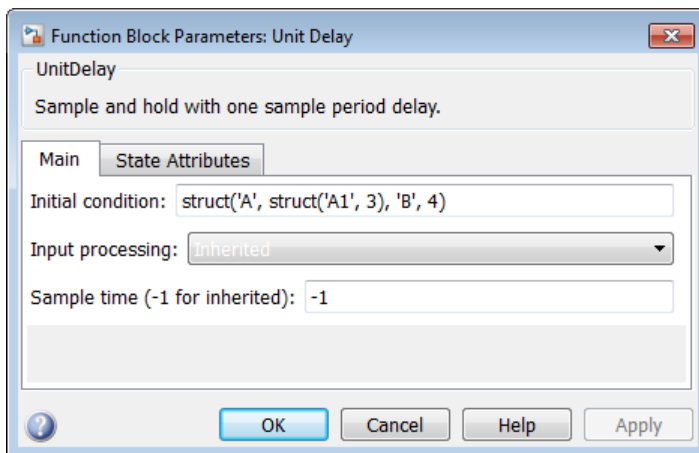 Function Block Parameters: Unit Delay
UnitDelay
Sample and hold with one sample period delay.
Main State Attributes
Initial condition: struct('A', struct('A1', 3), 'B', 4)
Input processing: Inherited
Sample time (-1 for inherited): -1
? OK Cancel Help Apply